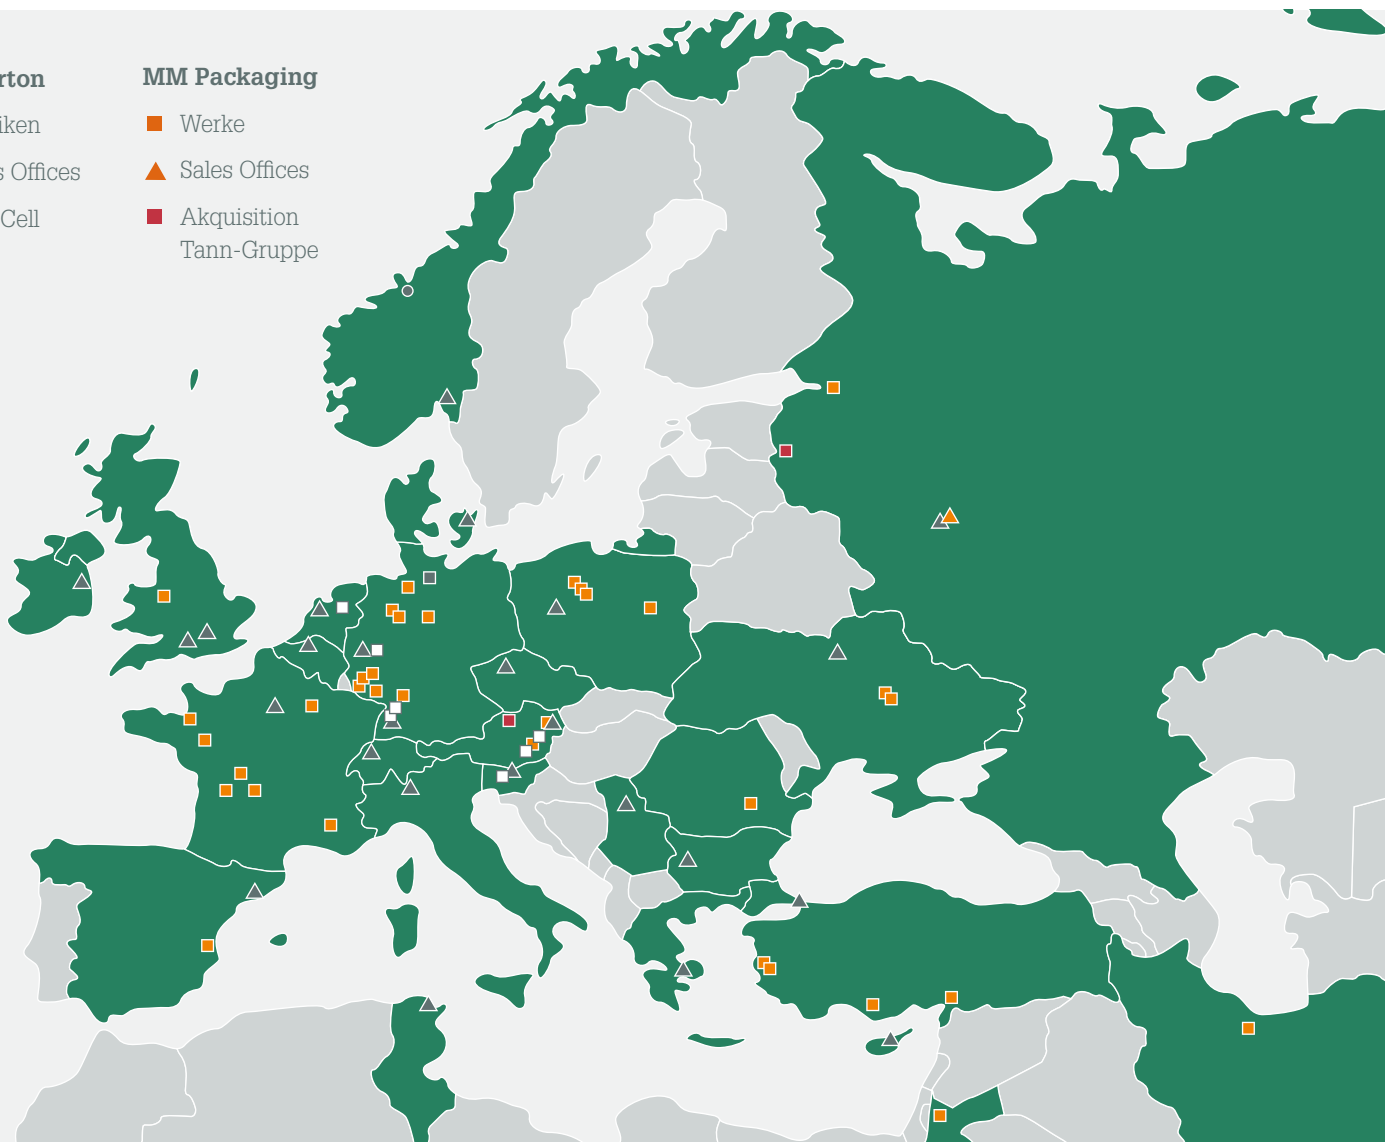 rton
iken
s Offices
Cell
MM Packaging
Werke
Sales Offices
Akquisition
Tann-Gruppe